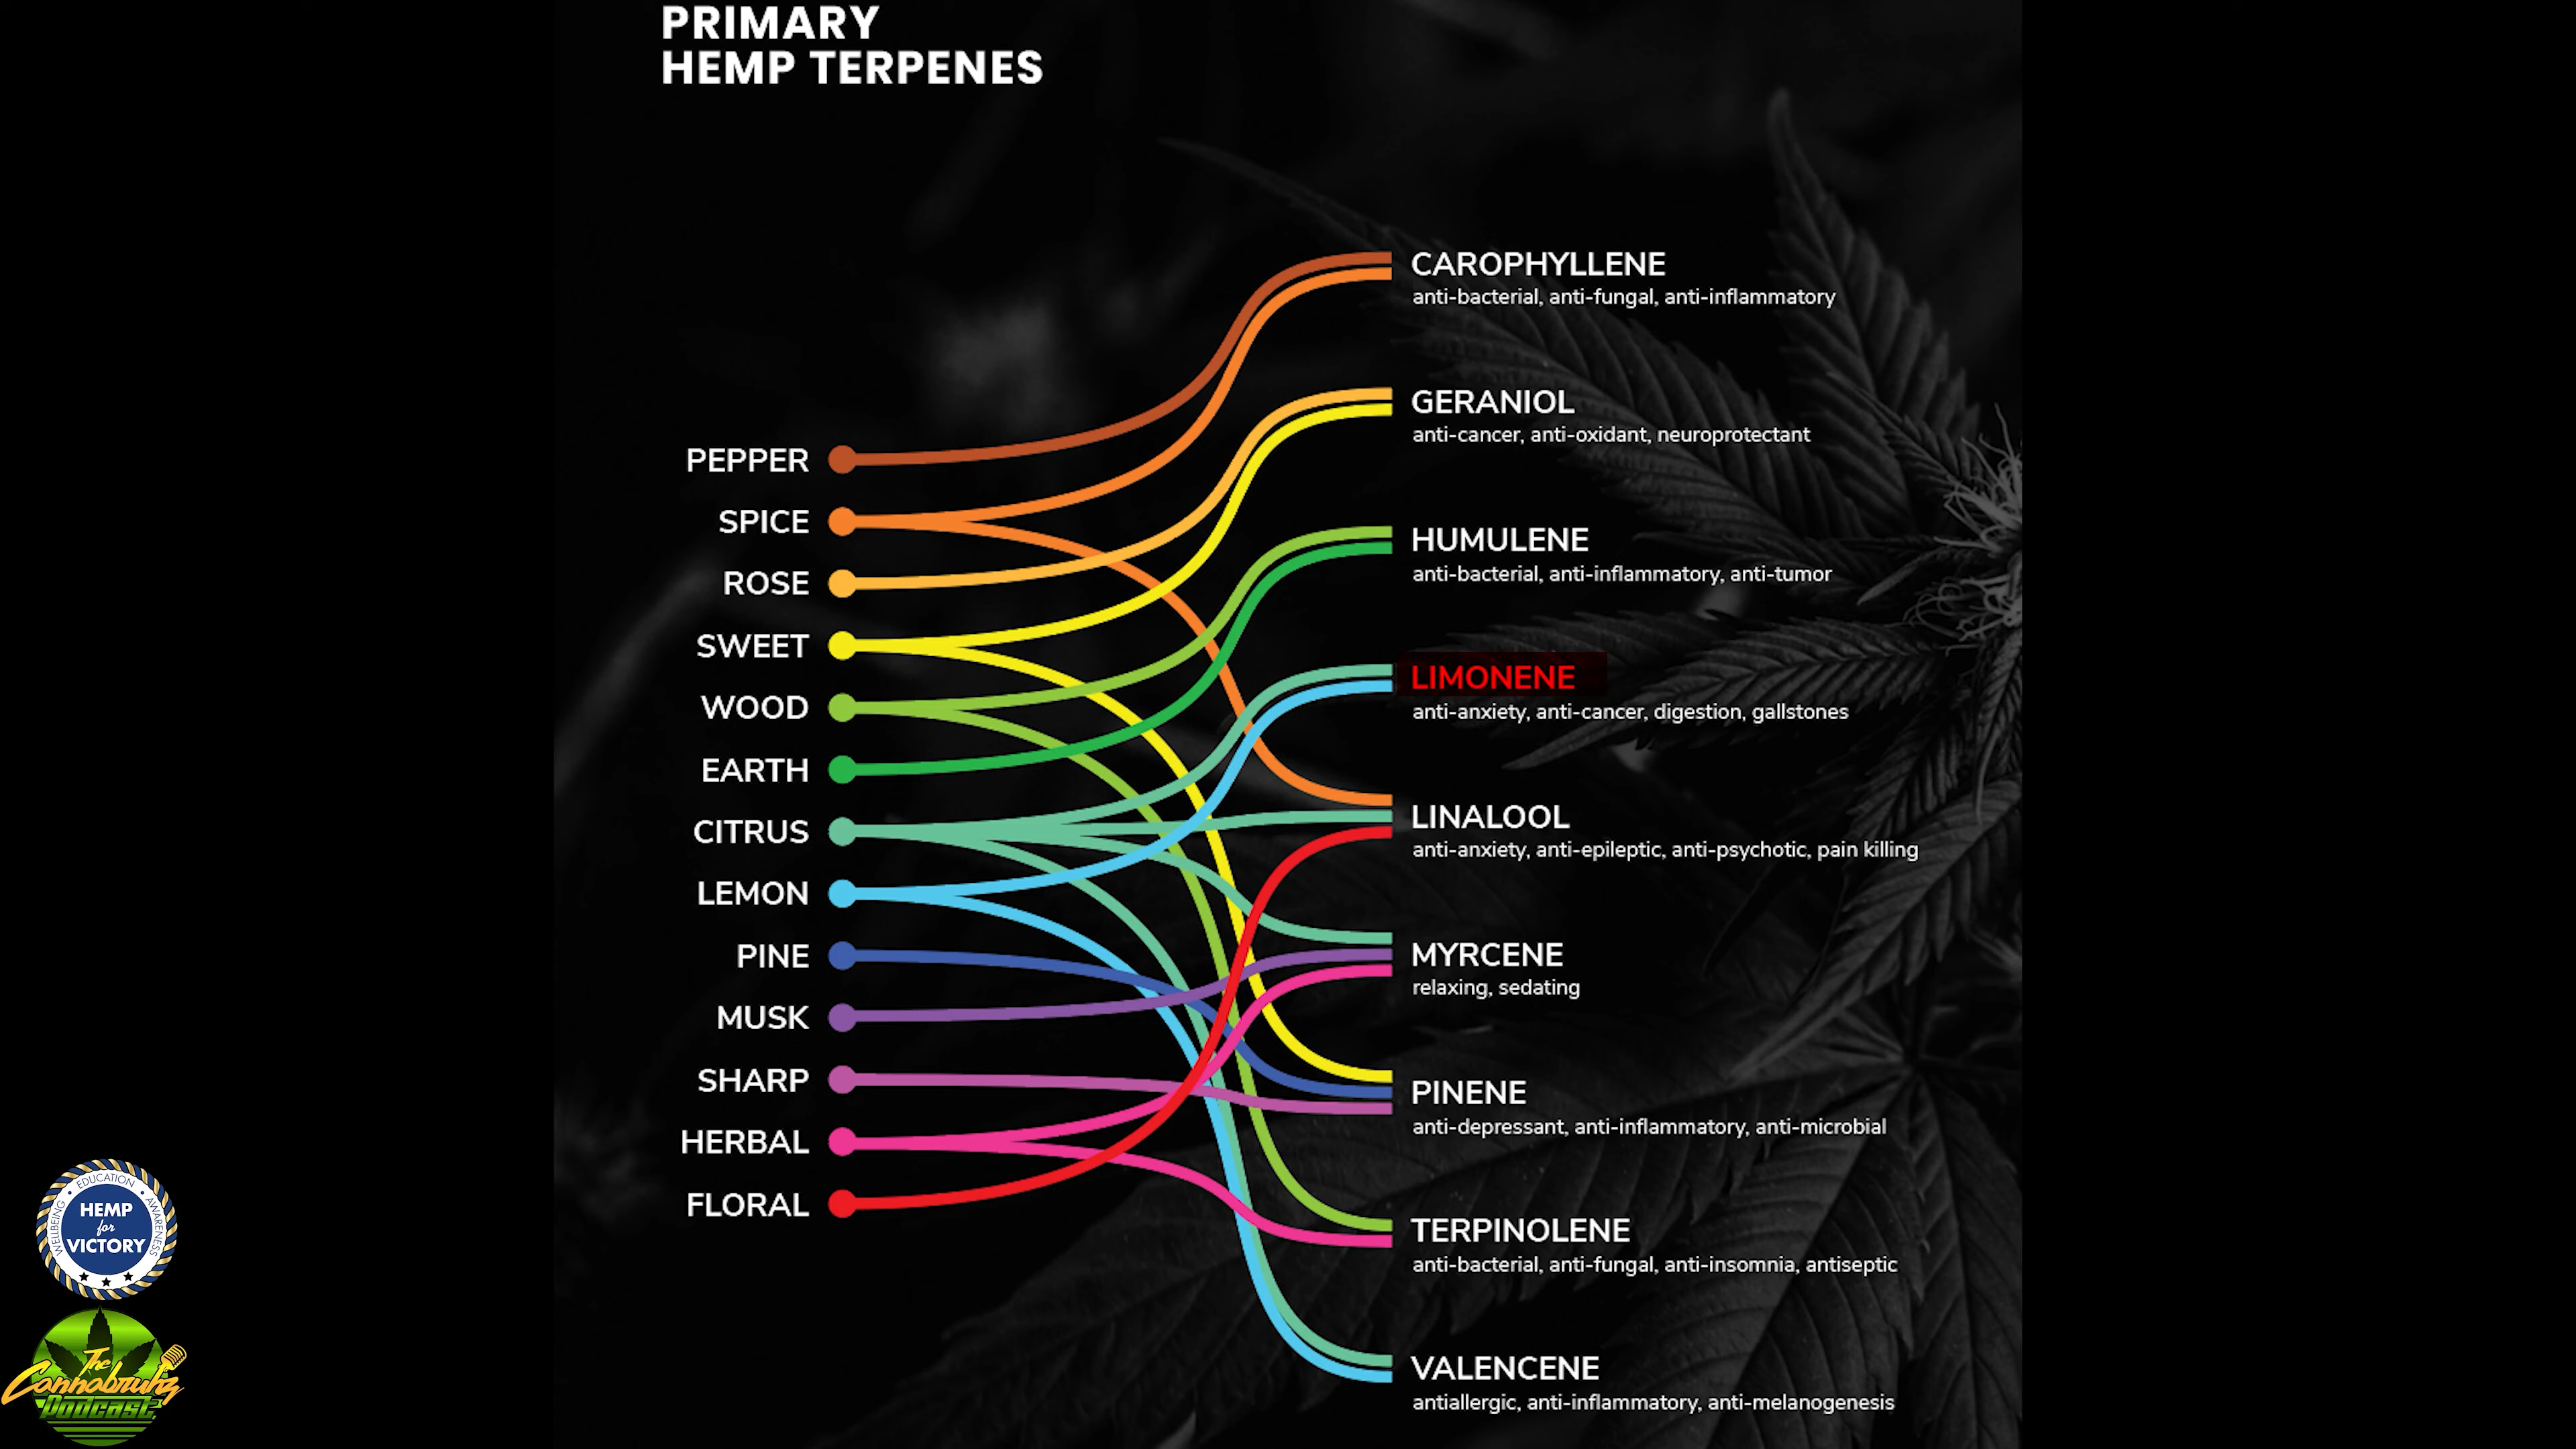 PRIMARY
HEMP TERPENES
PEPPER
SPICE
ROSE
SWEET
WOOD
EARTH
CITRUS
LEMON
PINE
MUSK
SHARP
HERBAL
FLORAL
CAROPHYLLENE
anti-bacterial, anti-fungal, anti-inflammatory
GERANIOL
anti-cancer, anti-oxidant, neuroprotectant
HUMULENE
anti-bacterial, anti-inflammatory, anti-tumor
LIMONENE
anti-anxiety, anti-cancer, digestion, gallstones
LINALOOL
anti-anxiety, anti-epileptic, anti-psychotic, pain killing
MYRCENE
relaxing, sedating
PINENE
anti-depressant, anti-inflammatory, anti-microbial
TERPINOLENE
anti-bacterial, anti-fungal, anti-insomnia, antiseptic
VALENCENE
antiallergic, anti-inflammatory, anti-melanogenesis
WELLBEING • EDUCATION • AWARENESS
HEMP
for
VICTORY
The
Podcast